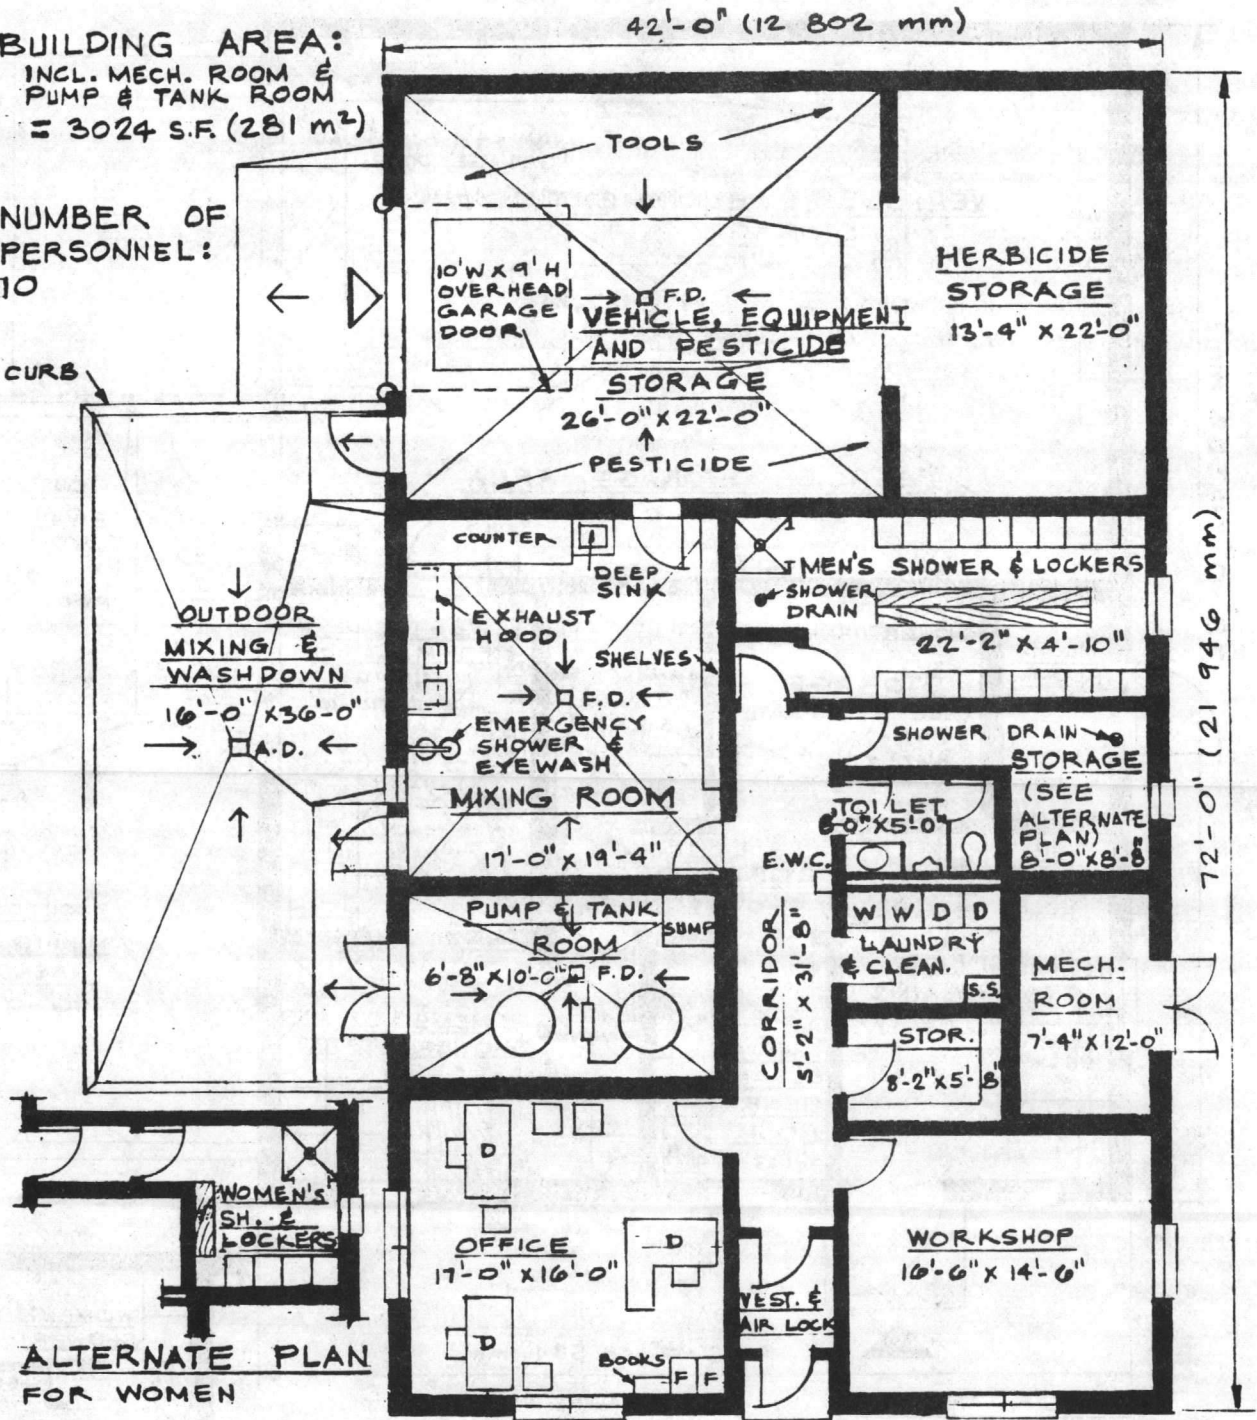 42'-0" (12 802 mm)
BUILDING AREA:
INCL. MECH. ROOM &
PUMP & TANK ROOM
= 3024 S.F. (281 m²)
NUMBER OF
PERSONNEL:
10
TOOLS
10'W X 9'H
OVERHEAD
GARAGE
DOOR
F.D.
VEHICLE, EQUIPMENT
AND PESTICIDE
STORAGE
26'-0" X 22'-0"
PESTICIDE
HERBICIDE
STORAGE
13'-4" X 22'-0"
CURB
OUTDOOR
MIXING &
WASHDOWN
16'-0" X 36'-0"
A.D.
COUNTER
DEEP
SINK
EXHAUST
HOOD
SHELVES
F.D.
EMERGENCY
SHOWER &
EYEWASH
MIXING ROOM
17'-0" X 19'-4"
MEN'S SHOWER & LOCKERS
SHOWER
DRAIN
22'-2" X 4'-10"
SHOWER DRAIN
STORAGE
(SEE
ALTERNATE
PLAN)
8'-0" X 8'-8"
TOILET
E.W.C.
72'-0" (21 946 mm)
PUMP & TANK
ROOM
SUMP
6'-8" X 10'-0"
F.D.
CORRIDOR
5'-2" X 31'-8"
W W D D
LAUNDRY
& CLEAN.
S.S
MECH.
ROOM
7'-4" X 12'-0"
STOR.
8'-2" X 5'-8"
D
OFFICE
17'-0" X 16'-0"
D
D
BOOKS
F F
VEST. &
AIR LOCK
WORKSHOP
16'-6" X 14'-6"
WOMEN'S
SH. &
LOCKERS
ALTERNATE PLAN
FOR WOMEN